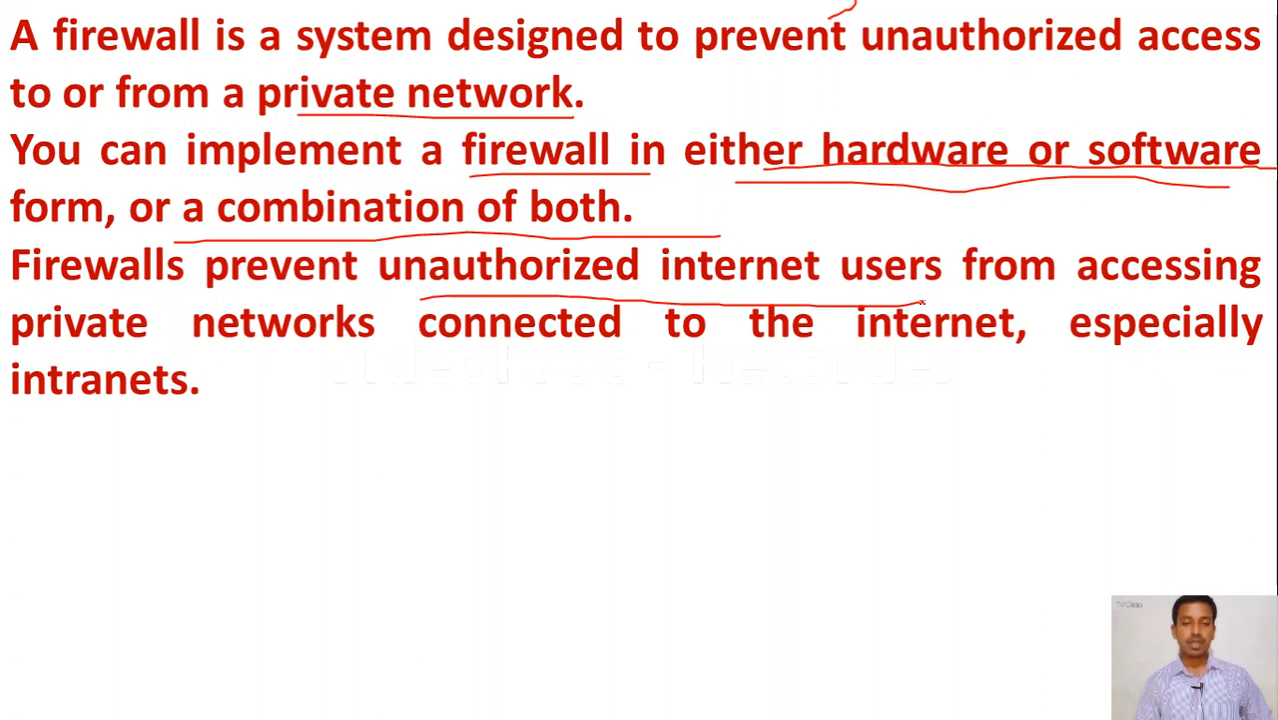 A firewall is a system designed to prevent unauthorized access
to or from a private network.
You can implement a firewall in either hardware or software
form, or a combination of both.
Firewalls prevent unauthorized internet users from accessing
private networks connected to the internet, especially
intranets.